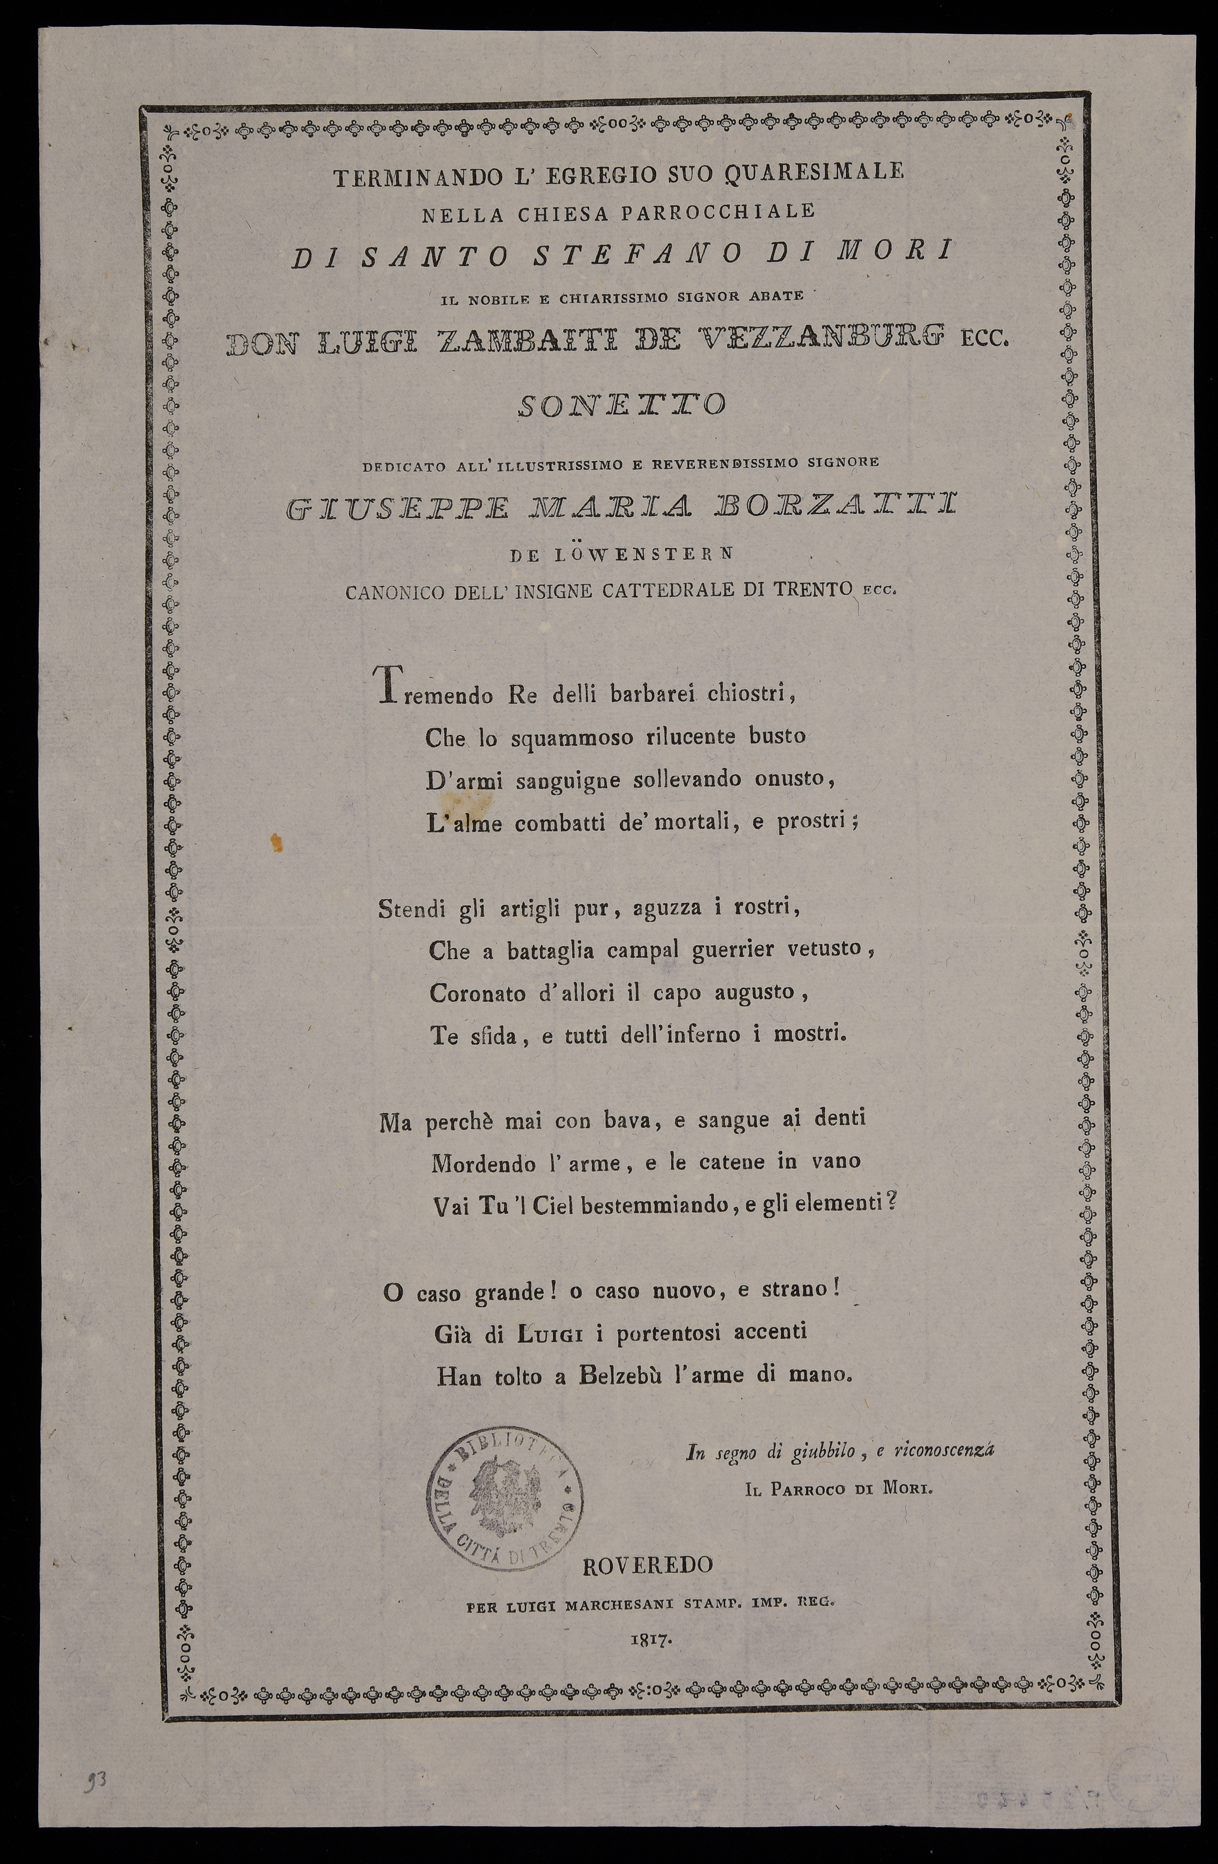 TERMINANDO L' EGREGIO SUO QUARESIMALE
NELLA CHIESA PARROCCHIALE
DI SANTO STEFANO DI MORI
IL NOBILE E CHIARISSIMO SIGNOR ABATE
DON LUIGI ZAMBAITI DE VEZZANBURG ECC.
SONETTO
DEDICATO ALL' ILLUSTRISSIMO E REVERENDISSIMO SIGNORE
GIUSEPPE MARIA BORZATTI
DE LÖWENSTERN
CANONICO DELL' INSIGNE CATTEDRALE DI TRENTO ECC.
Tremendo Re delli barbarei chiostri,
Che lo squammoso rilucente busto
D'armi sanguigne sollevando onusto,
L'alme combatti de' mortali, e prostri;
Stendi gli artigli pur, aguzza i rostri,
Che a battaglia campal guerrier vetusto,
Coronato d'allori il capo augusto,
Te sfida, e tutti dell'inferno i mostri.
Ma perchè mai con bava, e sangue ai denti
Mordendo l'arme, e le catene in vano
Vai Tu 'l Ciel bestemmiando, e gli elementi?
O caso grande! o caso nuovo, e strano!
Già di LUIGI i portentosi accenti
Han tolto a Belzebù l'arme di mano.
In segno di giubbilo, e riconoscenza
IL PARROCO DI MORI.
BIBLIOTECA DELLA CITTÁ DI TRENTO
ROVEREDO
PER LUIGI MARCHESANI STAMP. IMP. REG.
1817.
93